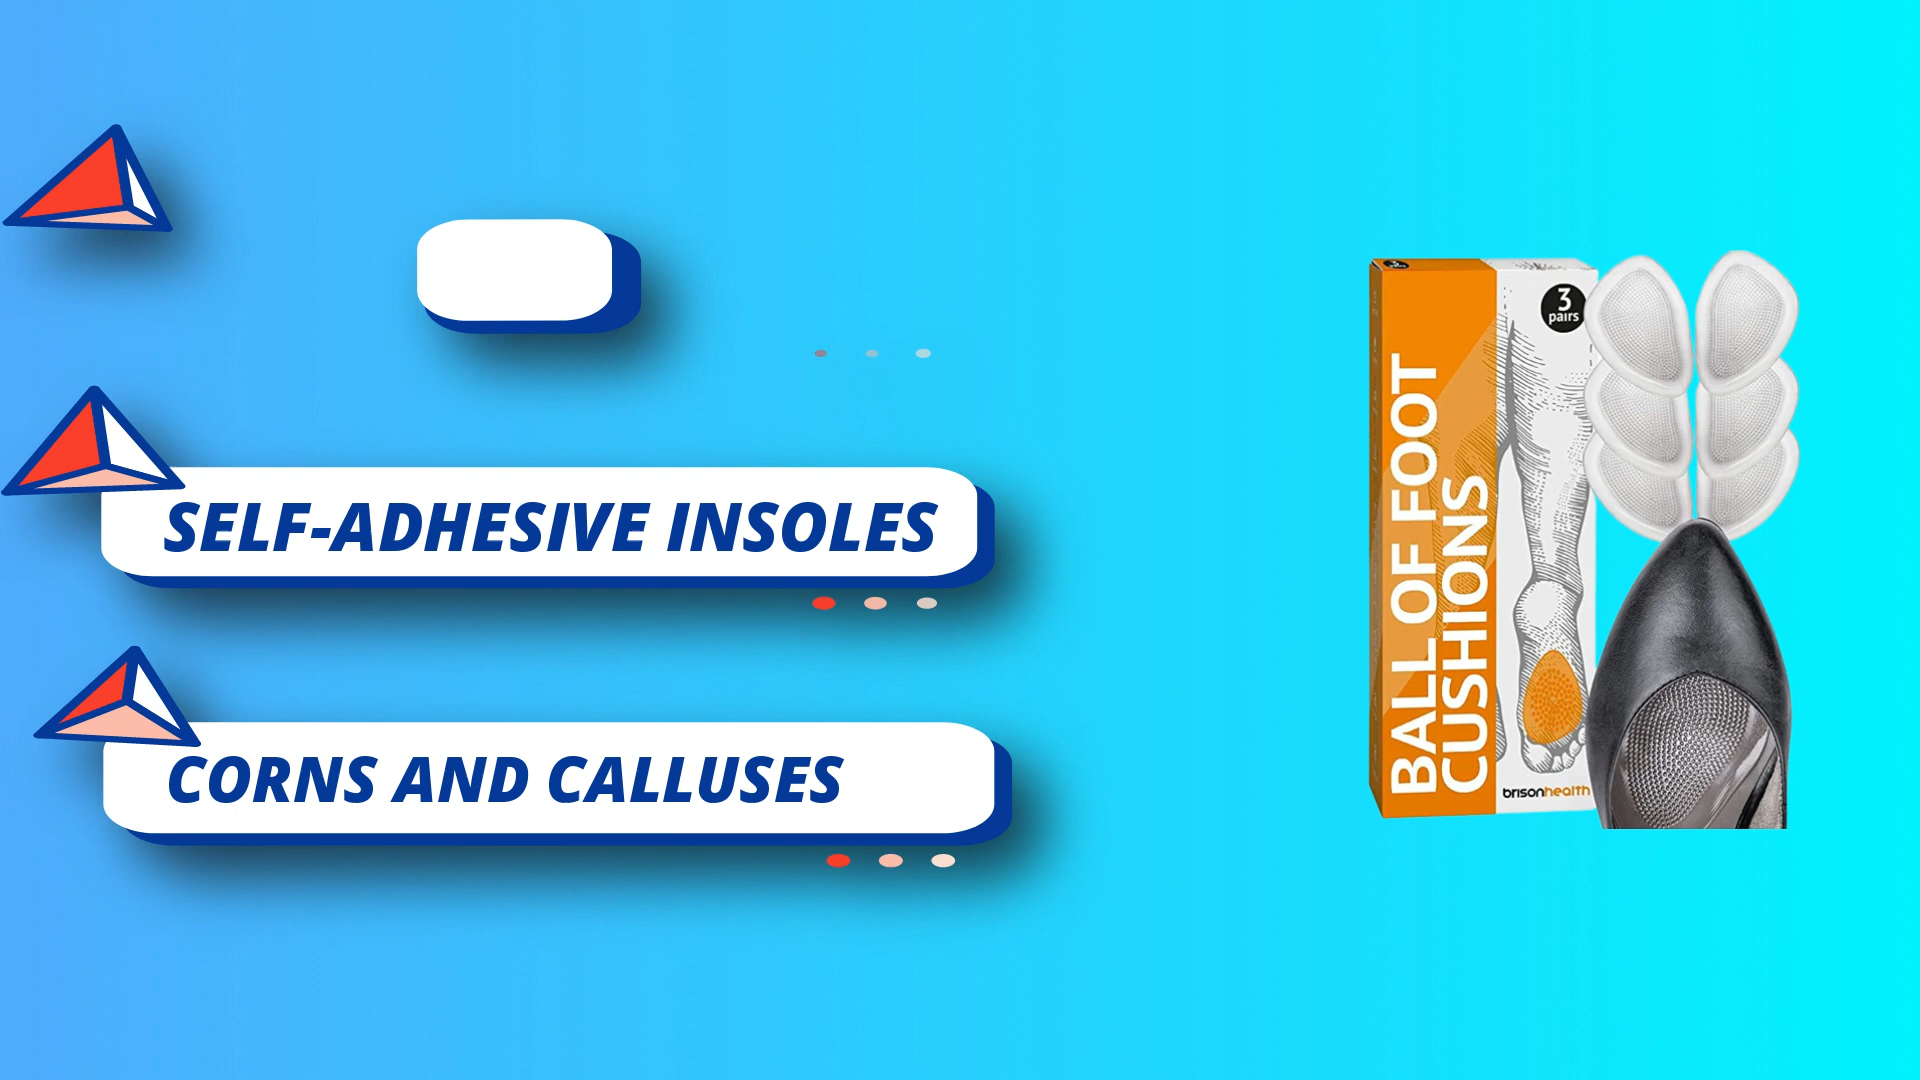 SELF-ADHESIVE INSOLES
CORNS AND CALLUSES
3
pairs
BALL OF FOOT
CUSHIONS
brisonhealth